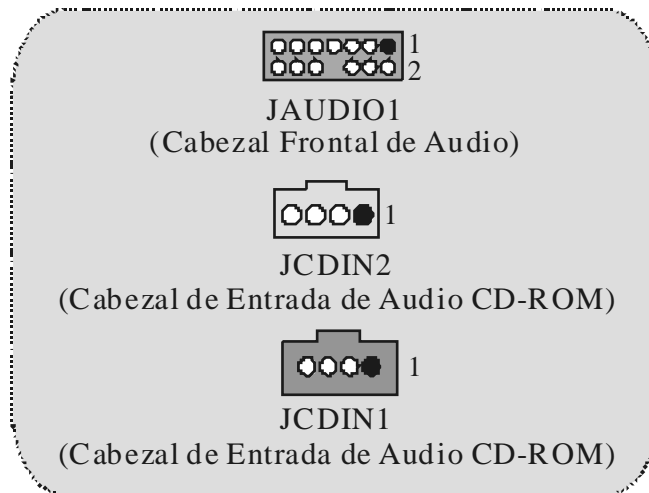 1
2
JAUDIO1
(Cabezal Frontal de Audio)
1
JCDIN2
(Cabezal de Entrada de Audio CD-ROM)
1
JCDIN1
(Cabezal de Entrada de Audio CD-ROM)